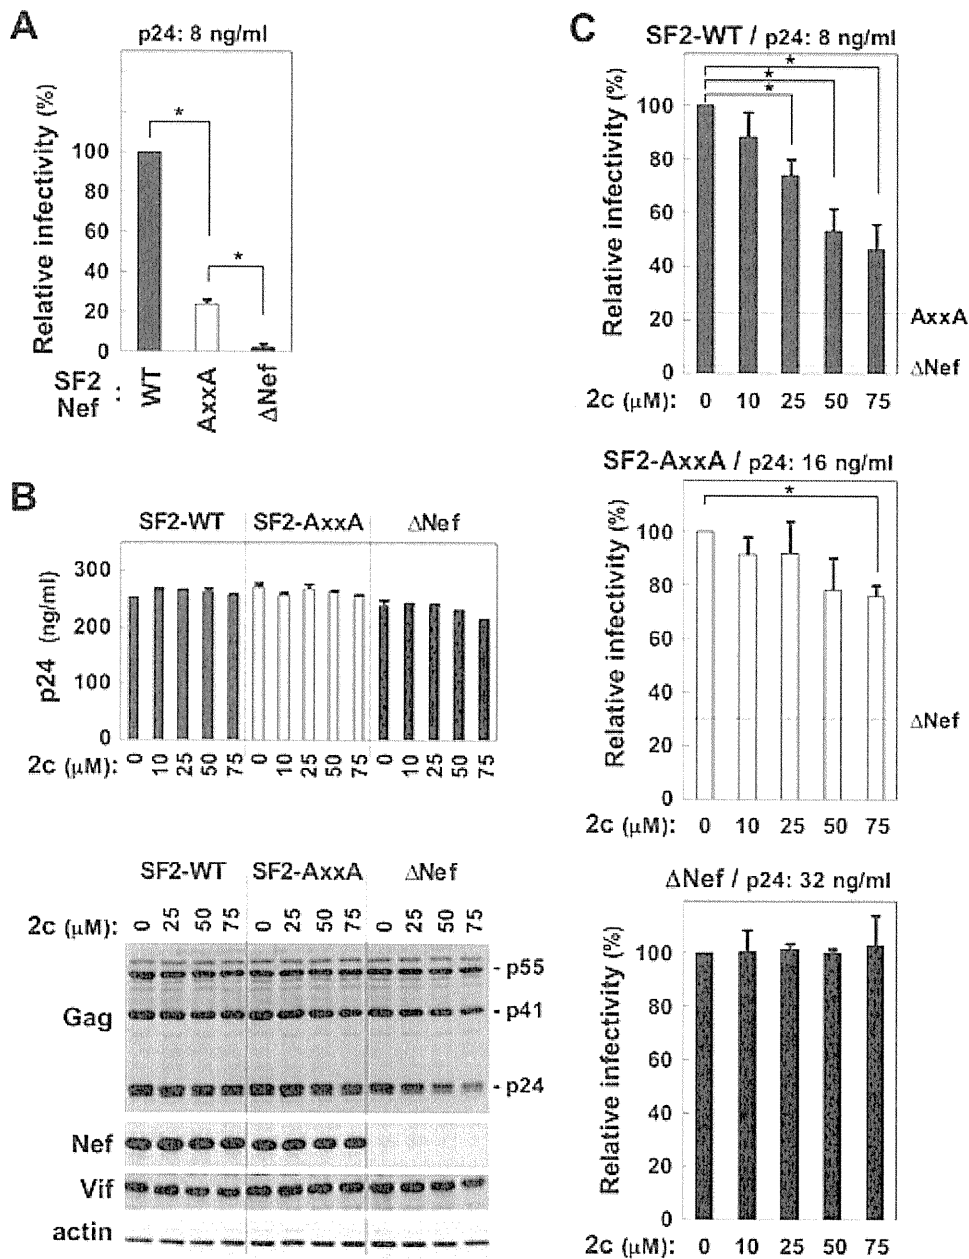 A
p24: 8 ng/ml
Relative infectivity (%)
100
80
60
40
20
0
*
*
SF2
Nef :
WT
AxxA
ΔNef
B
SF2-WT SF2-AxxA ΔNef
p24 (ng/ml)
300
200
100
0
2c (μM): 0 10 25 50 75 0 10 25 50 75 0 10 25 50 75
SF2-WT SF2-AxxA ΔNef
2c (μM): 0 25 50 75 0 25 50 75 0 25 50 75
Gag
- p55
- p41
- p24
Nef
Vif
actin
C
SF2-WT / p24: 8 ng/ml
Relative infectivity (%)
*
*
*
100
80
60
40
20
0
AxxA
ΔNef
2c (μM): 0 10 25 50 75
SF2-AxxA / p24: 16 ng/ml
Relative infectivity (%)
*
100
80
60
40
20
0
ΔNef
2c (μM): 0 10 25 50 75
ΔNef / p24: 32 ng/ml
Relative infectivity (%)
100
80
60
40
20
0
2c (μM): 0 10 25 50 75